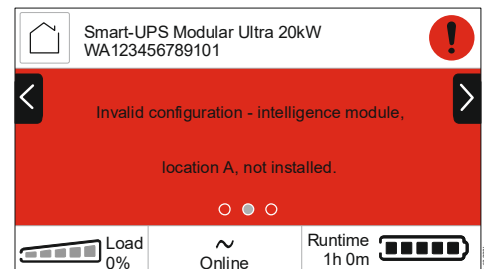 Smart-UPS Modular Ultra 20kW
WA123456789101
Invalid configuration - intelligence module,
location A, not installed.
Load
0%
~
Online
Runtime
1h 0m